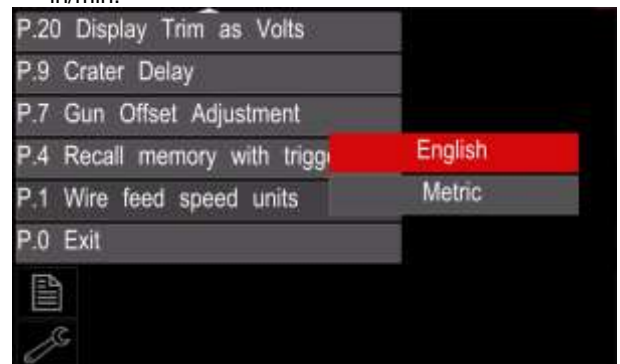 P.20 Display Trim as Volts
P.9 Crater Delay
P.7 Gun Offset Adjustment
P.4 Recall memory with
English
P.1 Wire feed speed units
Metric
P.0 Exit